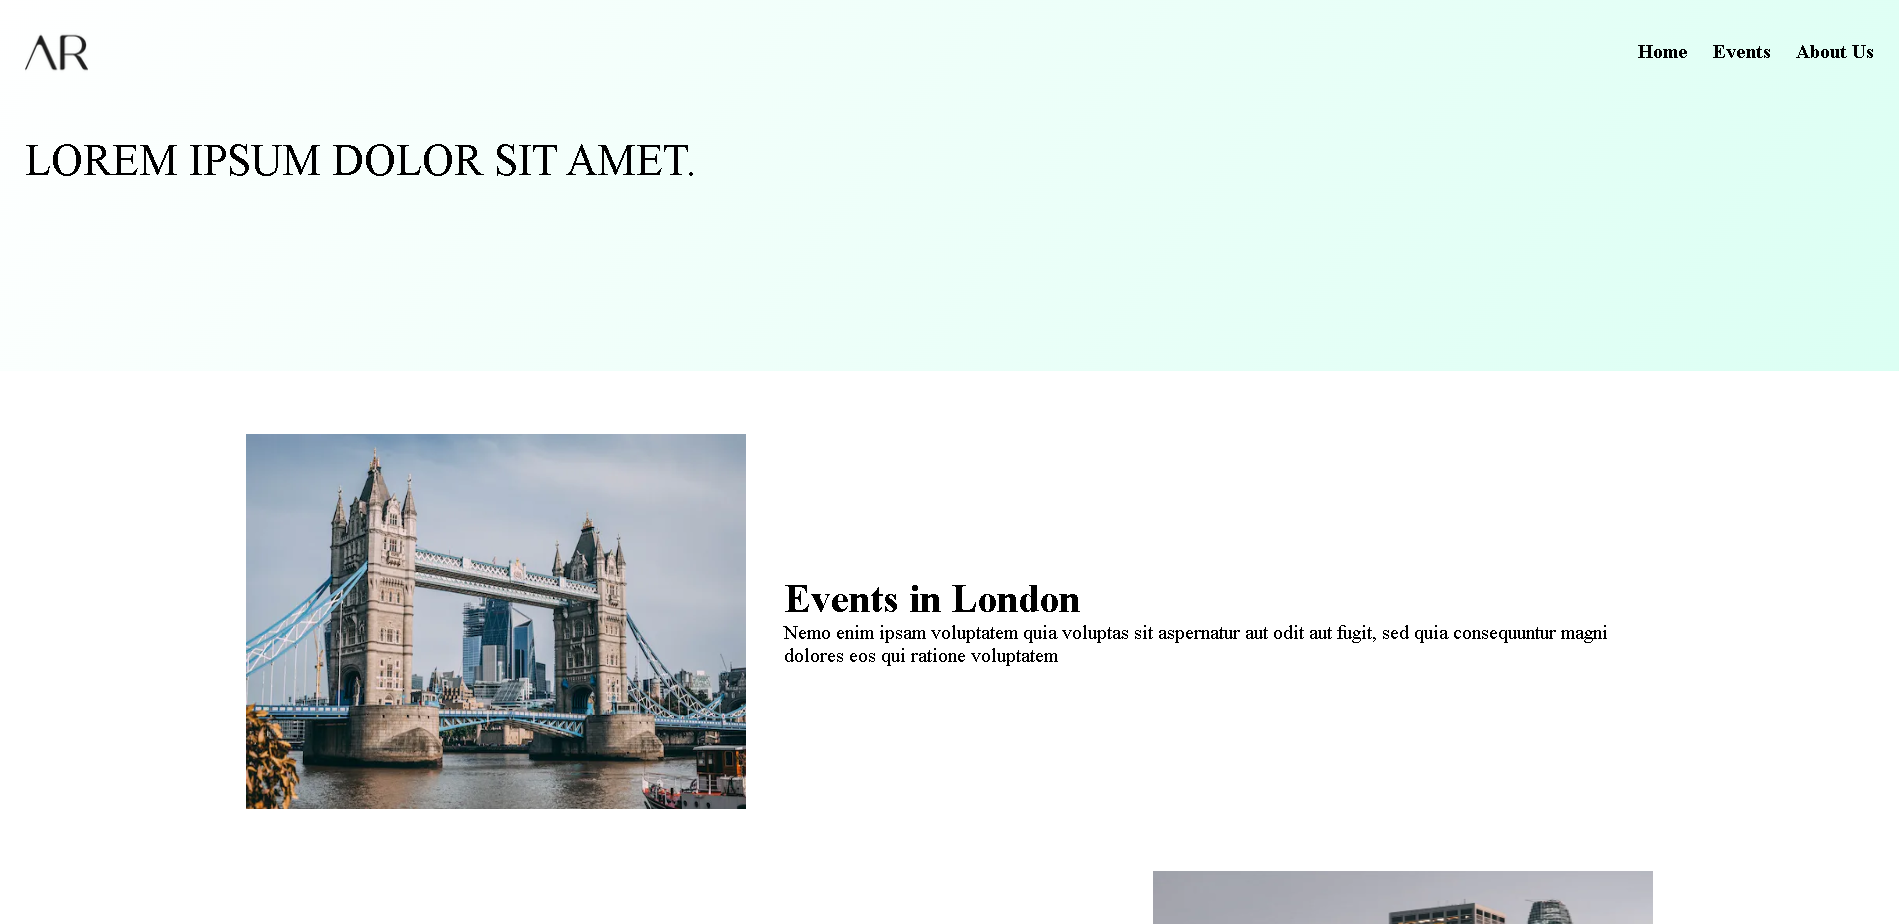 AR
Home Events About Us
LOREM IPSUM DOLOR SIT AMET.
Events in London
Nemo enim ipsam voluptatem quia voluptas sit aspernatur aut odit aut fugit, sed quia consequuntur magni
dolores eos qui ratione voluptatem